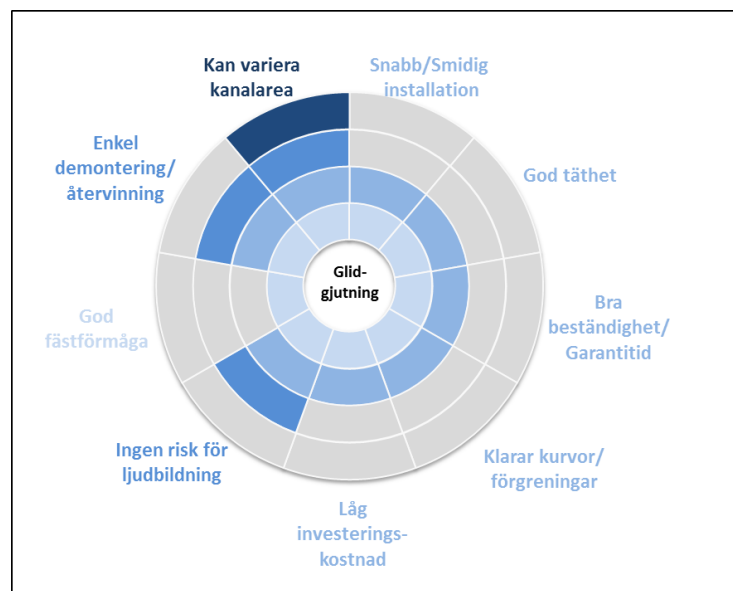 Kan variera
kanalarea
Snabb/Smidig
installation
Enkel
demontering/
återvinning
God täthet
Glid-
gjutning
God
fästförmåga
Bra
beständighet/
Garantitid
Ingen risk för
ljudbildning
Klarar kurvor/
förgreningar
Låg
investerings-
kostnad